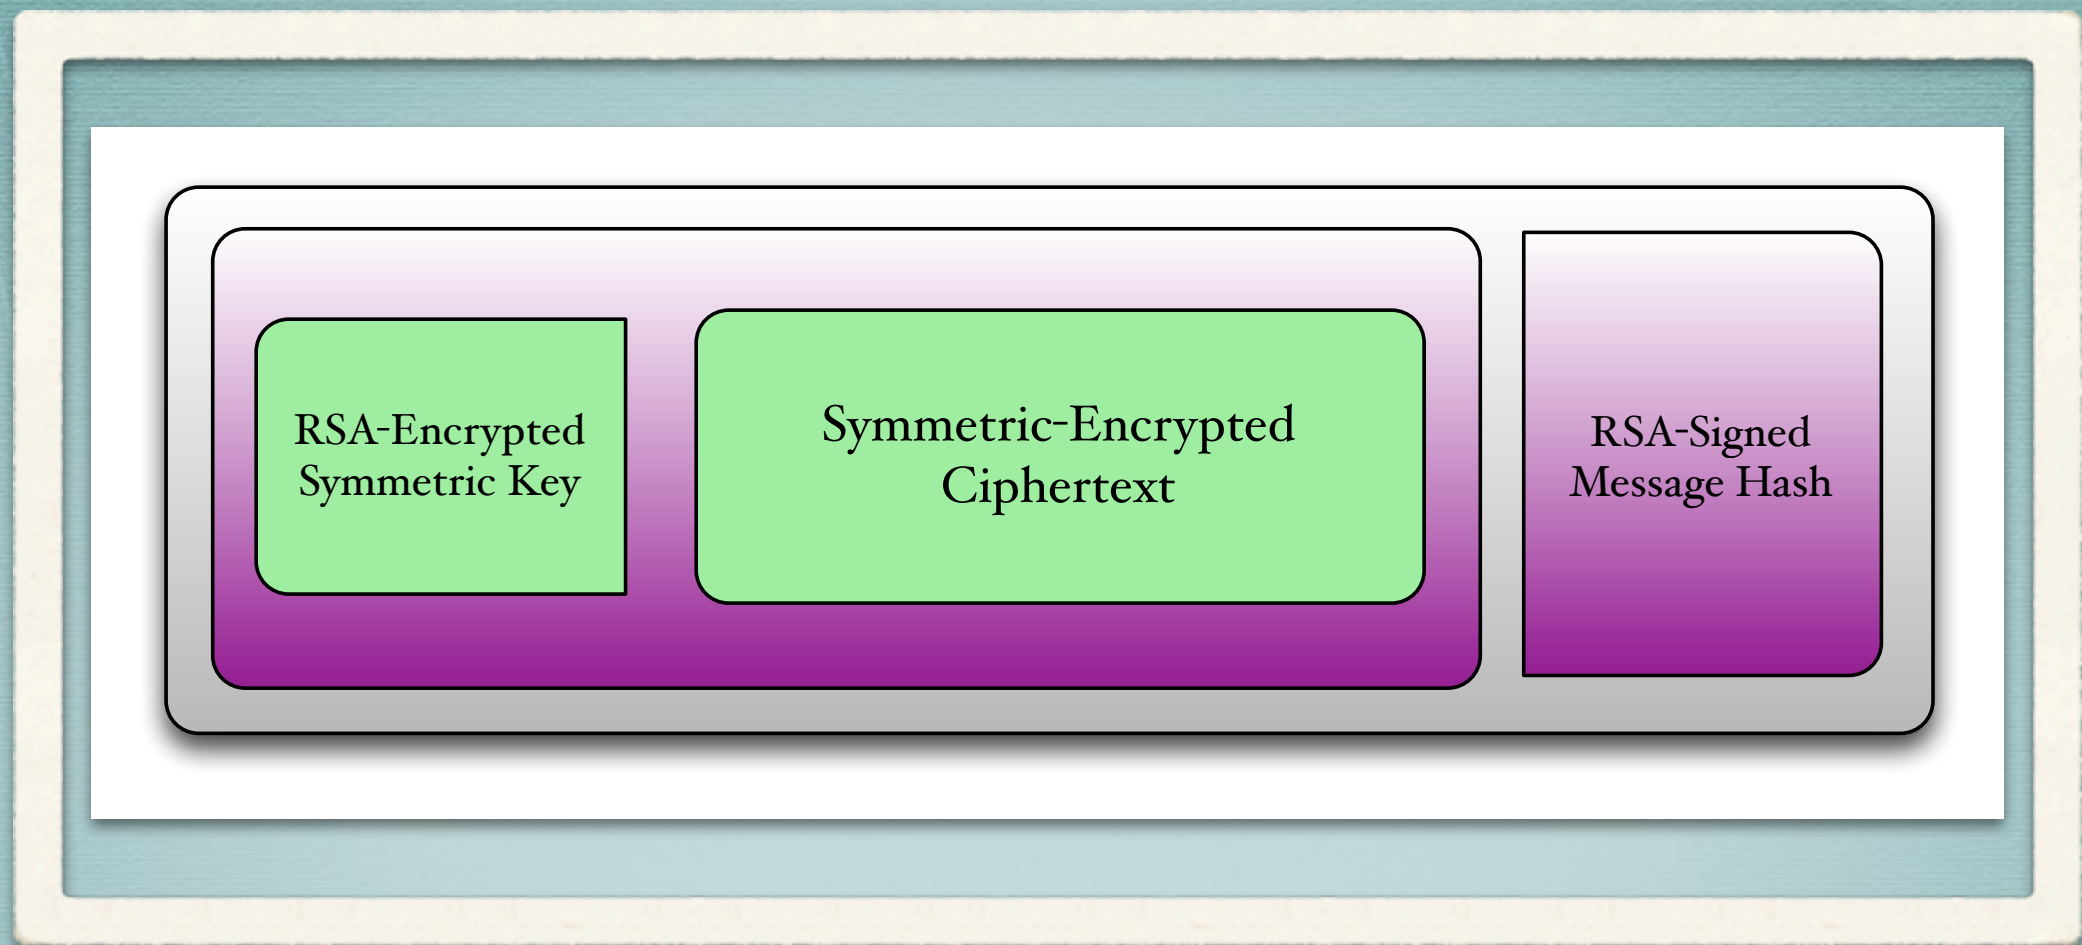 RSA-Encrypted
Symmetric Key
Symmetric-Encrypted
Ciphertext
RSA-Signed
Message Hash